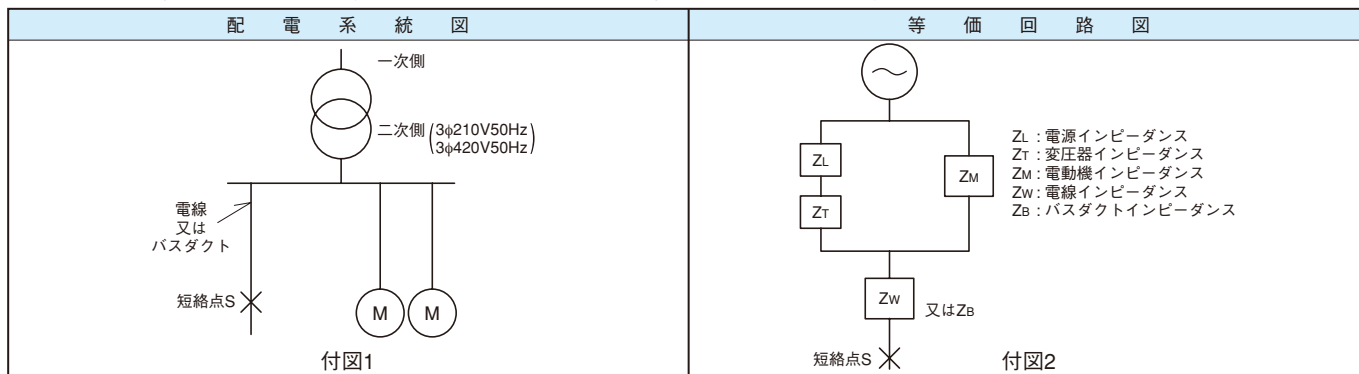 配電系統図
等価回路図
一次側
二次側(3φ210V50Hz
3φ420V50Hz)
電線
又は
バスダクト
短絡点S
M
M
付図1
ZL
ZT
ZM
ZL:電源インピーダンス
ZT:変圧器インピーダンス
ZM:電動機インピーダンス
ZW:電線インピーダンス
ZB:バスダクトインピーダンス
ZW
又はZB
短絡点S
付図2